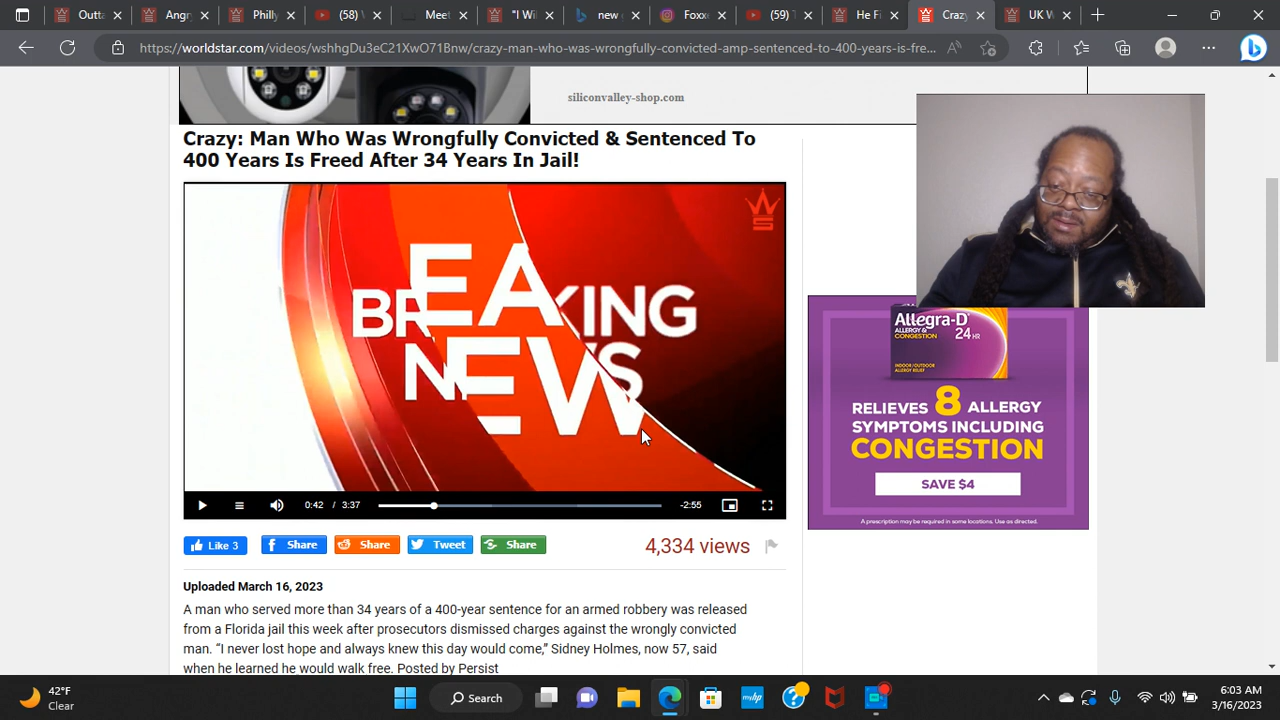 Outta
Angry
Philly
(58)
Meet
"I Wil
new g
Foxx
(59) T
He Fi
Crazy
UK W
https://worldstar.com/videos/wshhgDu3eC21XwO71Bnw/crazy-man-who-was-wrongfully-convicted-amp-sentenced-to-400-years-is-fre...
siliconvalley-shop.com
Crazy: Man Who Was Wrongfully Convicted & Sentenced To
400 Years Is Freed After 34 Years In Jail!
BREAKING
NEWS
0:42 / 3:37
-2:55
Allegra-D
24 HR
ALLERGY &
CONGESTION
INDOOR/OUTDOOR
ALLERGY RELIEF
RELIEVES 8 ALLERGY
SYMPTOMS INCLUDING
CONGESTION
SAVE $4
A prescription may be required in some locations. Use as directed.
Like 3
Share
Share
Tweet
Share
4,334 views
Uploaded March 16, 2023
A man who served more than 34 years of a 400-year sentence for an armed robbery was released
from a Florida jail this week after prosecutors dismissed charges against the wrongly convicted
man. “I never lost hope and always knew this day would come,” Sidney Holmes, now 57, said
when he learned he would walk free. Posted by Persist
42°F
Clear
Search
6:03 AM
3/16/2023